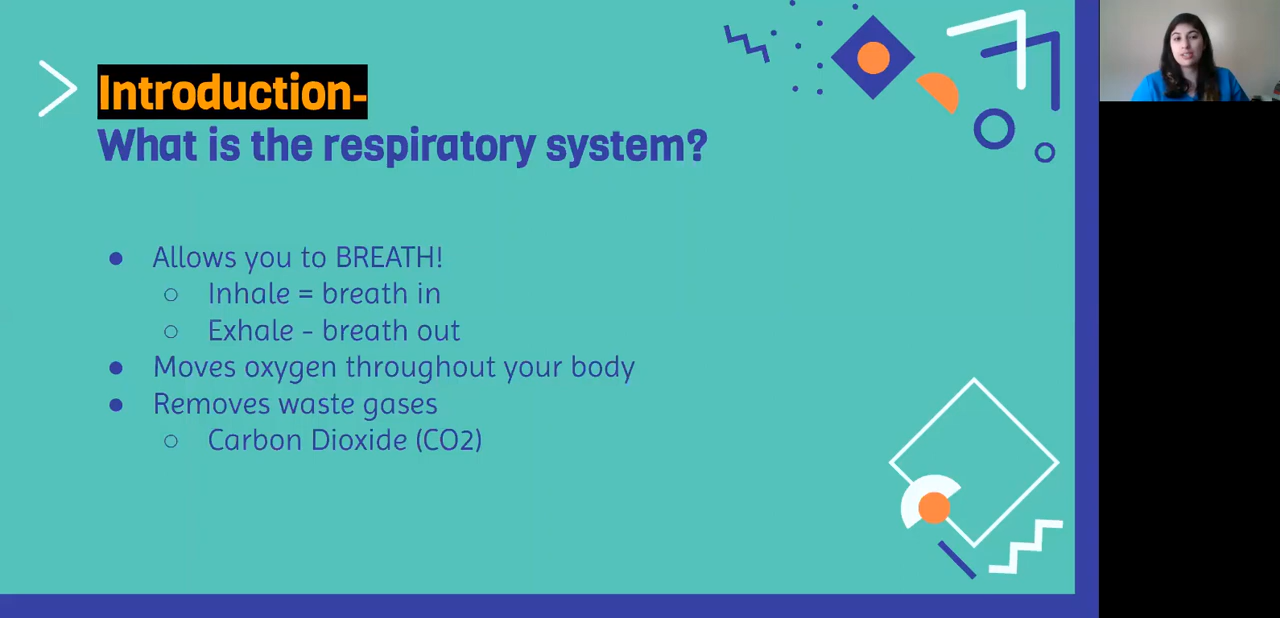 Introduction-
What is the respiratory system?
● Allows you to BREATH!
○ Inhale = breath in
○ Exhale - breath out
● Moves oxygen throughout your body
● Removes waste gases
○ Carbon Dioxide (CO2)